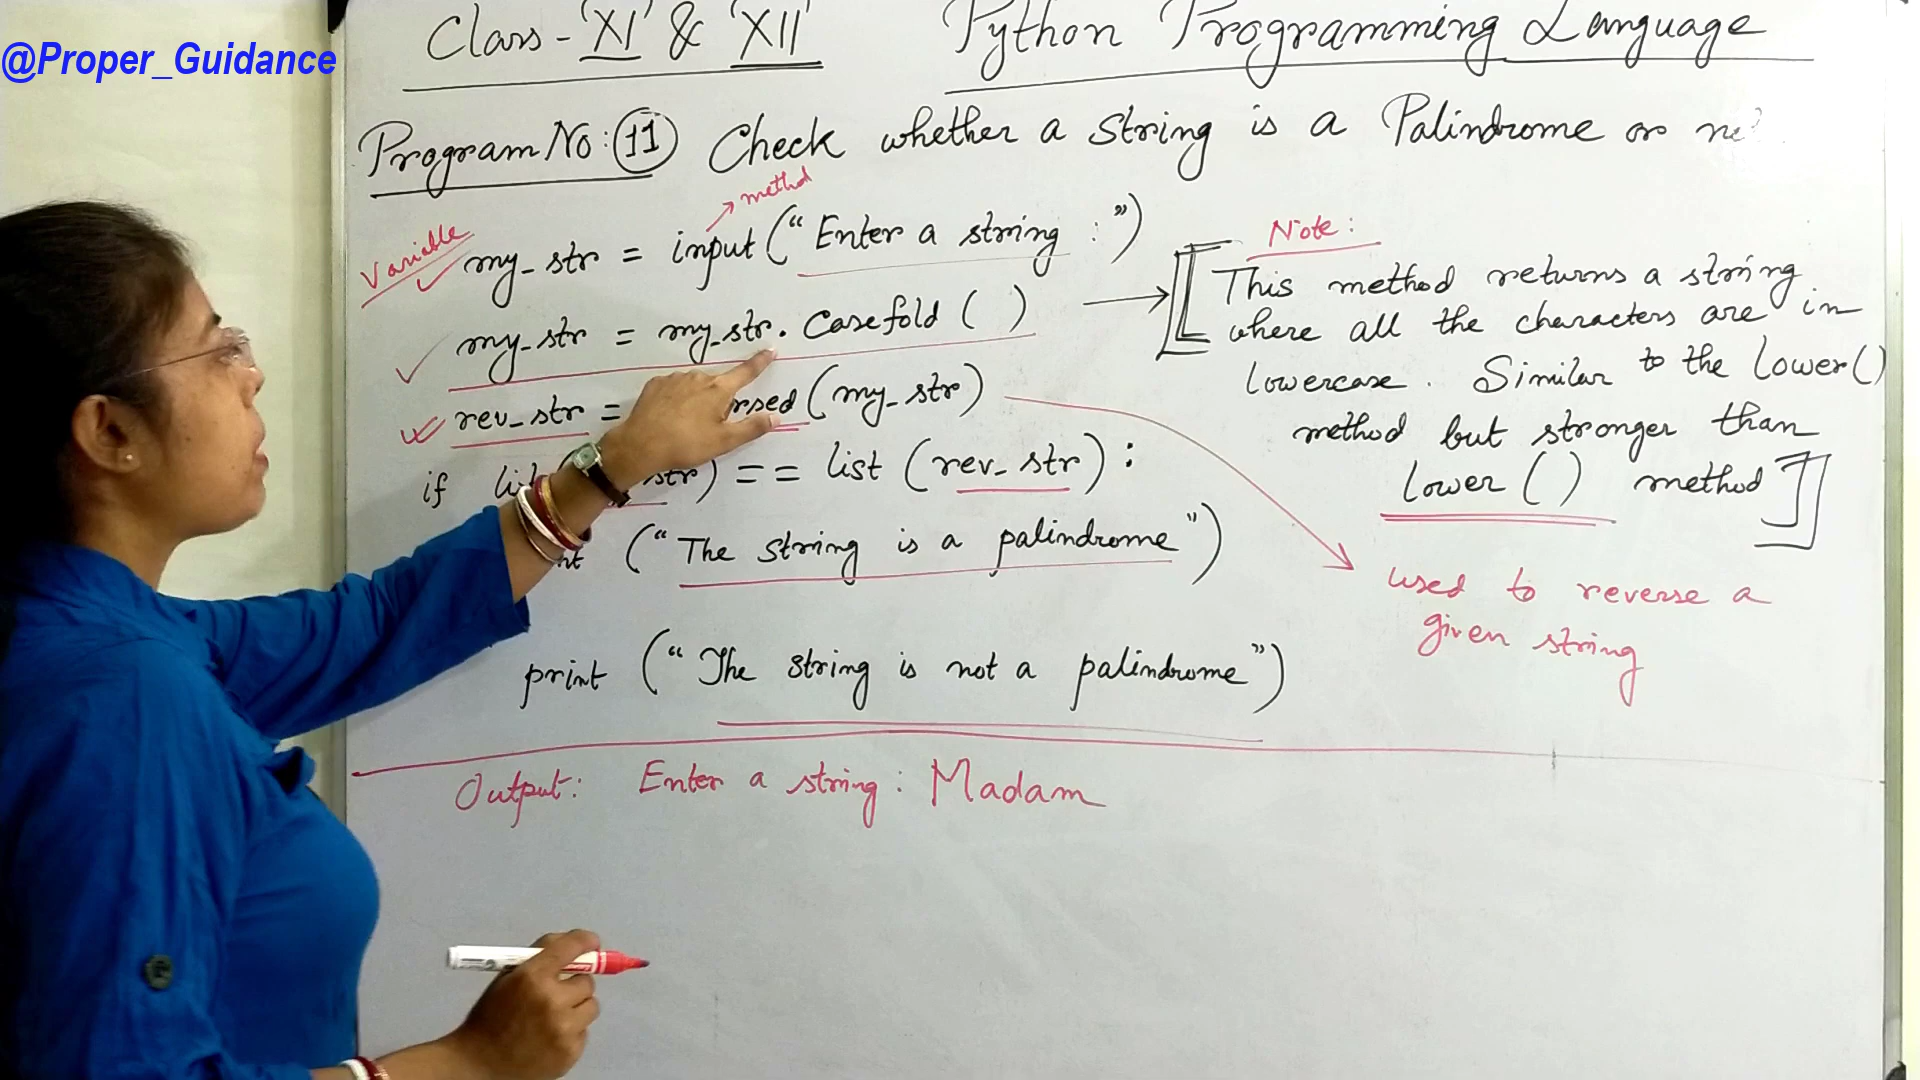 @Proper_Guidance
Class - 'XI' & 'XII' Python Programming Language
Program No: 11 Check whether a string is a Palindrome or
method
Variable
my_str = input ("Enter a string :")
my_str = my_str. Casefold ( )
rev_str = rsed (my_str)
if str) == list (rev_str) :
nt ("The string is a palindrome")
print ("The string is not a palindrome")
Note:
This method returns a string
where all the characters are in
lowercase. Similar to the lower()
method but stronger than
lower ( ) method
used to reverse a
given string
Output: Enter a string : Madam